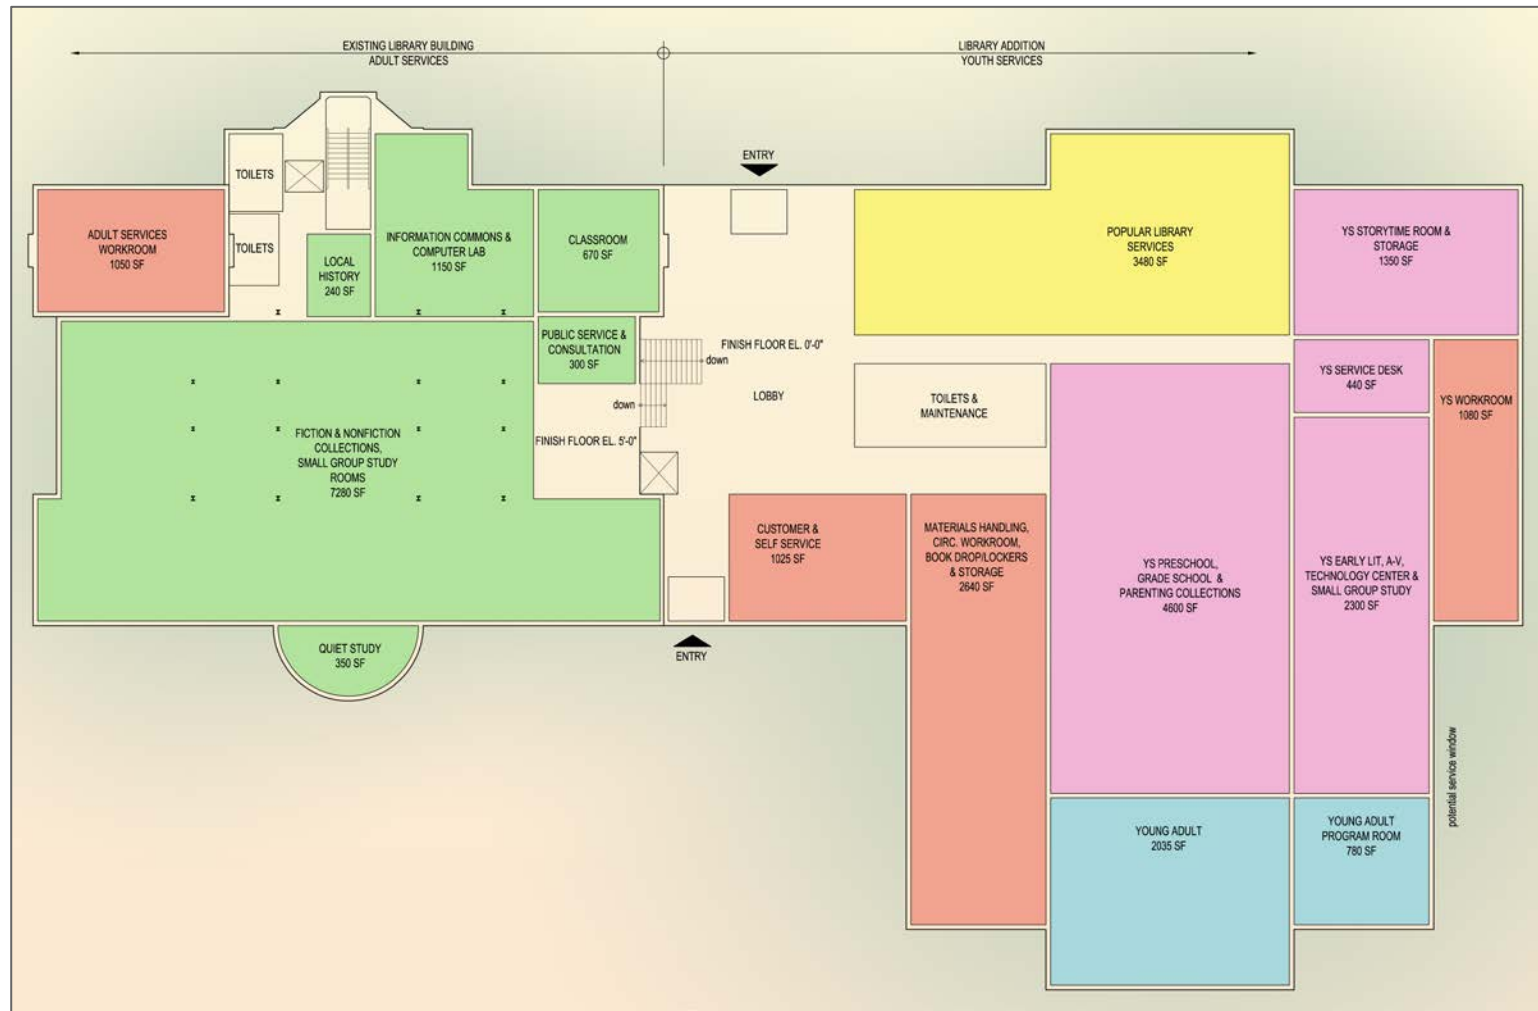 EXISTING LIBRARY BUILDING
ADULT SERVICES
LIBRARY ADDITION
YOUTH SERVICES
TOILETS
TOILETS
ADULT SERVICES
WORKROOM
1050 SF
LOCAL
HISTORY
240 SF
INFORMATION COMMONS &
COMPUTER LAB
1150 SF
CLASSROOM
670 SF
ENTRY
POPULAR LIBRARY
SERVICES
3480 SF
YS STORYTIME ROOM &
STORAGE
1350 SF
PUBLIC SERVICE &
CONSULTATION
300 SF
FINISH FLOOR EL. 0'-0"
down
LOBBY
down
FINISH FLOOR EL. 5'-0"
TOILETS &
MAINTENANCE
YS SERVICE DESK
440 SF
YS WORKROOM
1080 SF
FICTION & NONFICTION
COLLECTIONS,
SMALL GROUP STUDY
ROOMS
7280 SF
CUSTOMER &
SELF SERVICE
1025 SF
MATERIALS HANDLING,
CIRC. WORKROOM,
BOOK DROP/LOCKERS
& STORAGE
2640 SF
YS PRESCHOOL,
GRADE SCHOOL &
PARENTING COLLECTIONS
4600 SF
YS EARLY LIT, A-V,
TECHNOLOGY CENTER &
SMALL GROUP STUDY
2300 SF
QUIET STUDY
350 SF
ENTRY
potential service window
YOUNG ADULT
2035 SF
YOUNG ADULT
PROGRAM ROOM
780 SF